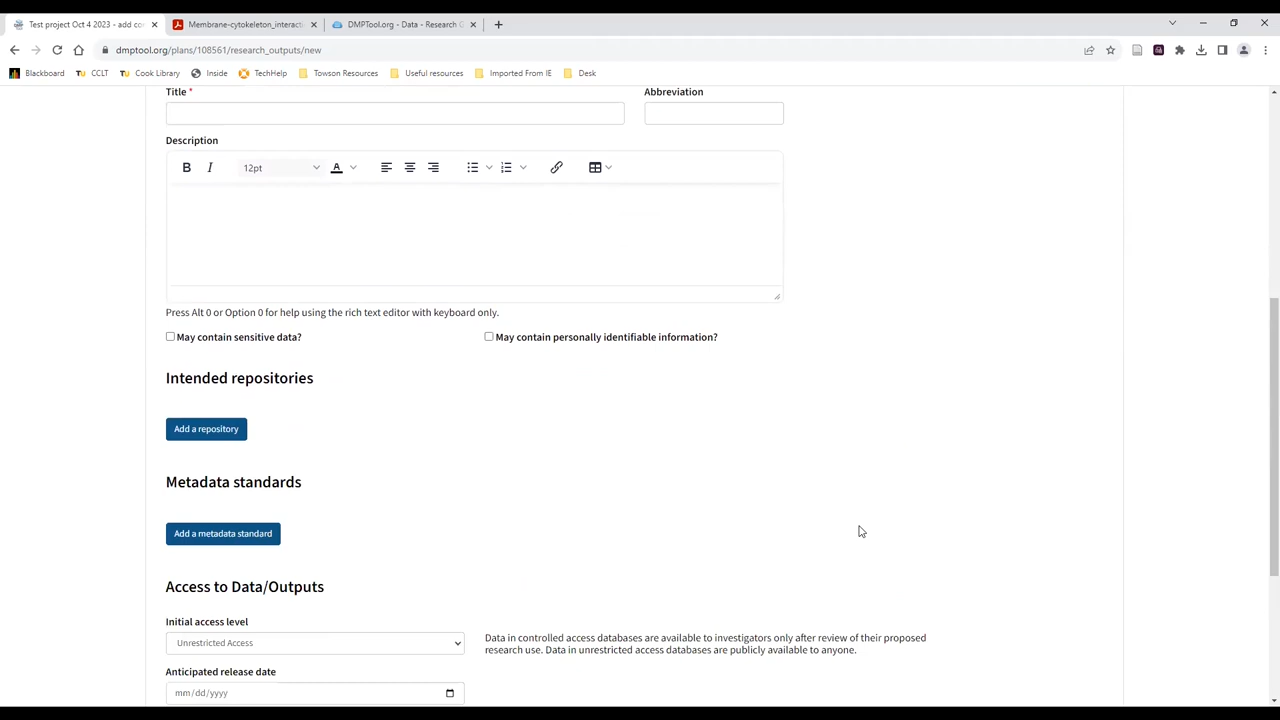 Test project Oct 4 2023 - add co
Membrane-cytokeleton_interacti
DMPTool.org - Data - Research G
dmptool.org/plans/108561/research_outputs/new
Blackboard
TU CCLT
TU Cook Library
Inside
TechHelp
Towson Resources
Useful resources
Imported From IE
Desk
Title *
Abbreviation
Description
B I 12pt A
Press Alt 0 or Option 0 for help using the rich text editor with keyboard only.
May contain sensitive data?
May contain personally identifiable information?
Intended repositories
Add a repository
Metadata standards
Add a metadata standard
Access to Data/Outputs
Initial access level
Unrestricted Access
Data in controlled access databases are available to investigators only after review of their proposed
research use. Data in unrestricted access databases are publicly available to anyone.
Anticipated release date
mm/dd/yyyy